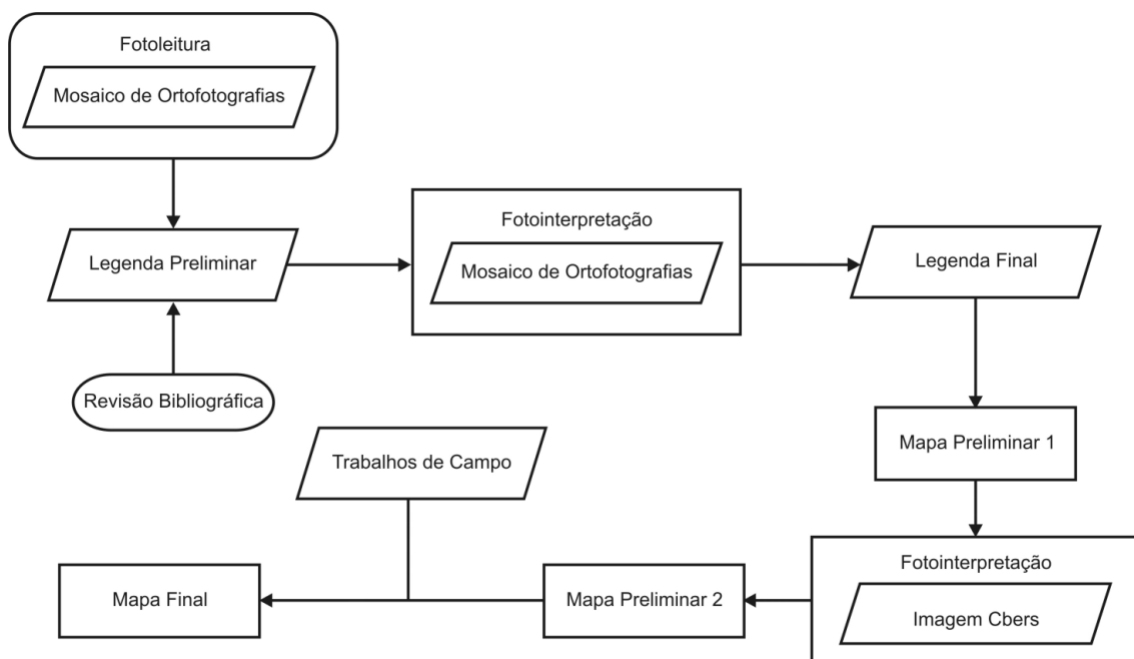 Fotoleitura
Mosaico de Ortofotografias
Legenda Preliminar
Revisão Bibliográfica
Fotointerpretação
Mosaico de Ortofotografias
Legenda Final
Mapa Preliminar 1
Fotointerpretação
Imagem Cbers
Mapa Preliminar 2
Trabalhos de Campo
Mapa Final